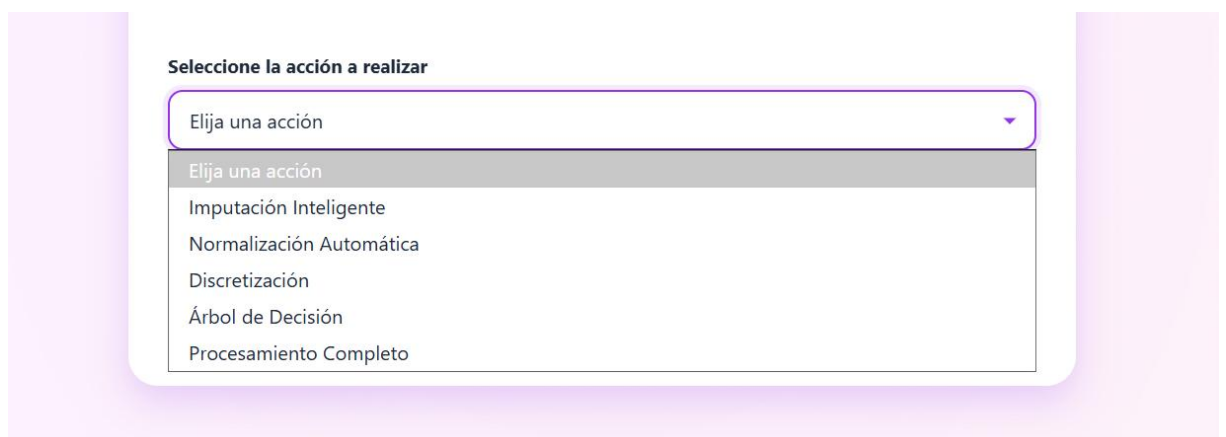 Seleccione la acción a realizar
Elija una acción
Elija una acción
Imputación Inteligente
Normalización Automática
Discretización
Árbol de Decisión
Procesamiento Completo